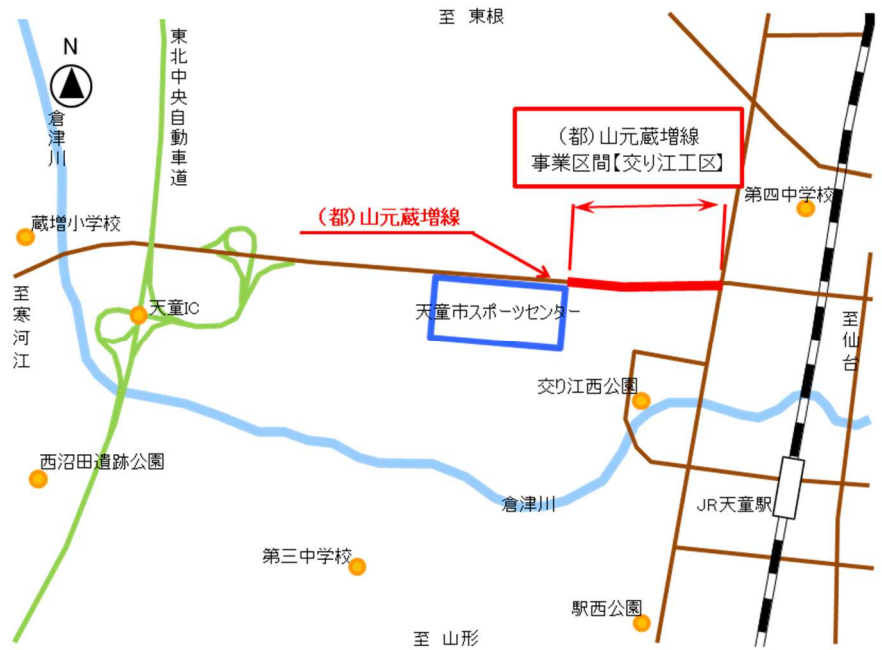 至 東根
N
東北中央自動車道
倉津川
(都)山元蔵増線
事業区間【交り江工区】
第四中学校
蔵増小学校
(都)山元蔵増線
至寒河江
天童IC
天童市スポーツセンター
至仙台
交り江西公園
西沼田遺跡公園
倉津川
JR天童駅
第三中学校
駅西公園
至 山形